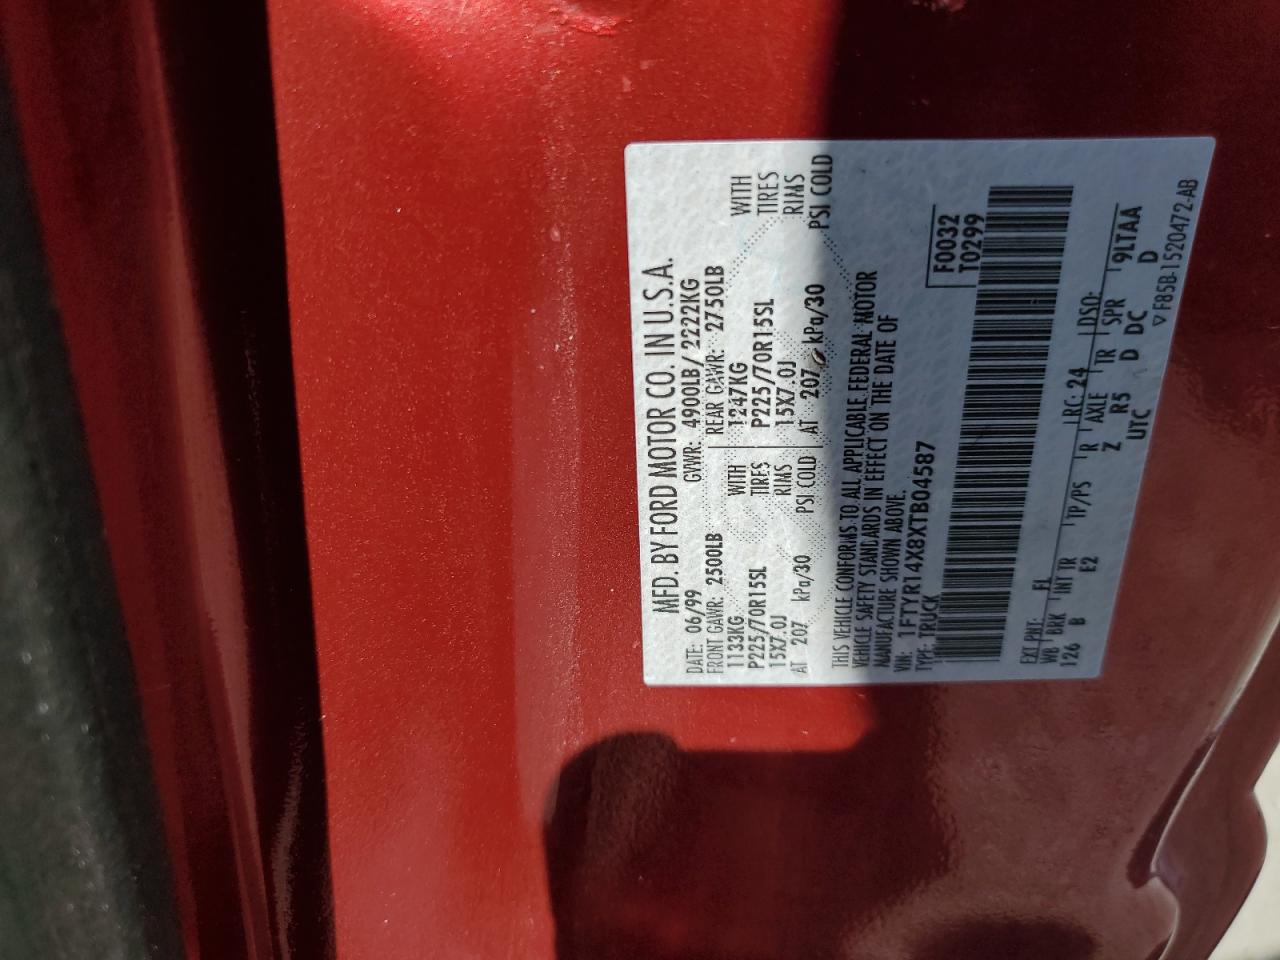 MFD. BY FORD MOTOR CO. IN U.S.A.
DATE: 06/99 GVWR: 4900LB/ 2222KG
FRONT GAWR: 2500LB REAR GAWR: 2750LB
1133KG WITH 1247KG WITH
P225/70R15SL TIRES P225/70R15SL TIRES
15X7.0J RIMS 15X7.0J RIMS
AT 207 kPa/30 PSI COLD AT 207 kPa/30 PSI COLD
THIS VEHICLE CONFORMS TO ALL APPLICABLE FEDERAL MOTOR
VEHICLE SAFETY STANDARDS IN EFFECT ON THE DATE OF
MANUFACTURE SHOWN ABOVE.
VIN: 1FTYR14X8XTB04587
TYPE: TRUCK
F0032
T0299
EXT PNT: FL RC: 24 DSO:
WB BRK INT TR TP/PS R AXLE TR SPR 9LTAA
126 B E2 Z R5 D DC D
UTC
▽ F85B-1520472-AB